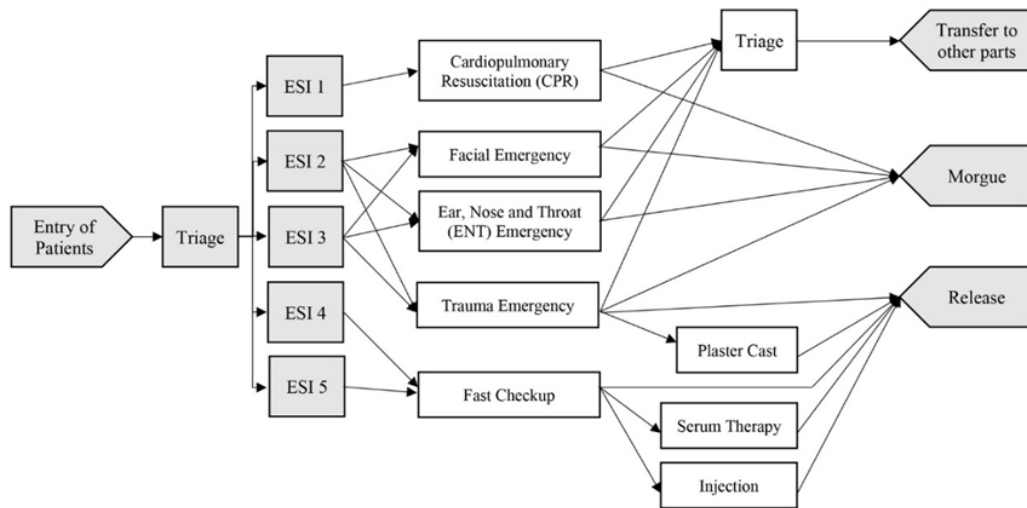 Entry of
Patients
Triage
ESI 1
ESI 2
ESI 3
ESI 4
ESI 5
Cardiopulmonary
Resuscitation (CPR)
Facial Emergency
Ear, Nose and Throat
(ENT) Emergency
Trauma Emergency
Fast Checkup
Plaster Cast
Serum Therapy
Injection
Triage
Transfer to
other parts
Morgue
Release